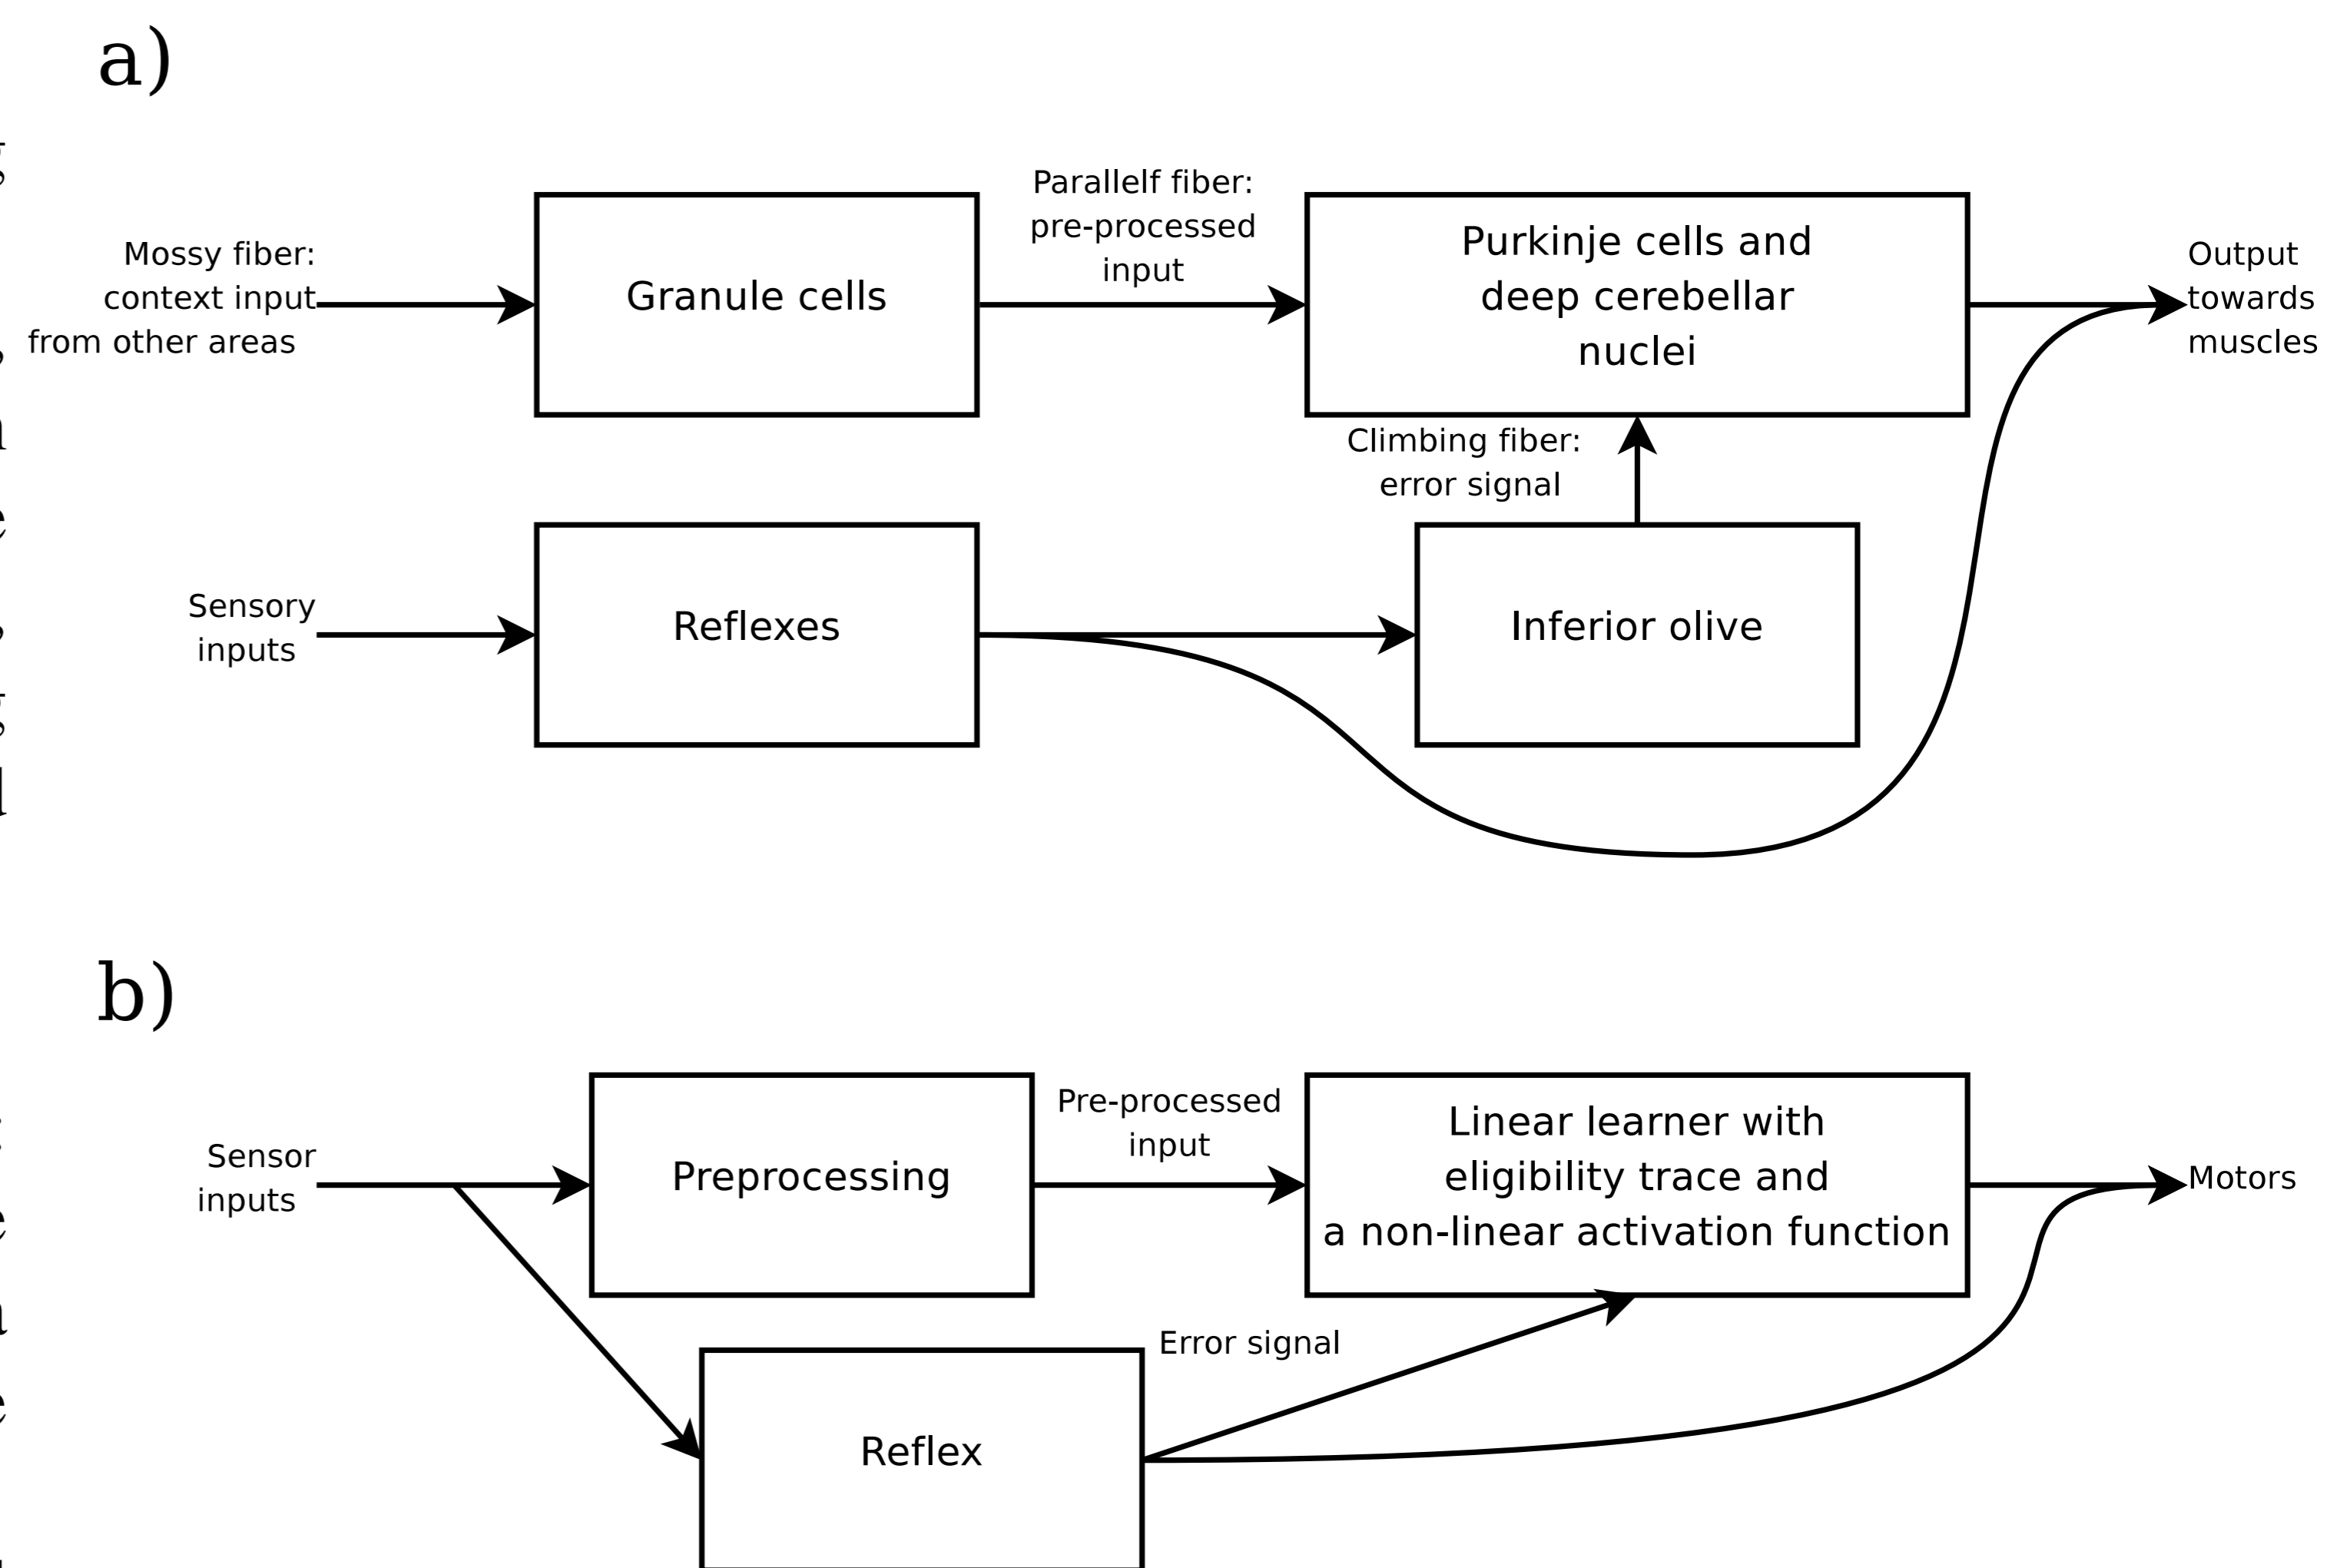 a)
Mossy fiber:
context input
from other areas
Granule cells
Parallelf fiber:
pre-processed
input
Purkinje cells and
deep cerebellar
nuclei
Output
towards
muscles
Climbing fiber:
error signal
Sensory
inputs
Reflexes
Inferior olive
b)
Sensor
inputs
Preprocessing
Pre-processed
input
Linear learner with
eligibility trace and
a non-linear activation function
Motors
Error signal
Reflex